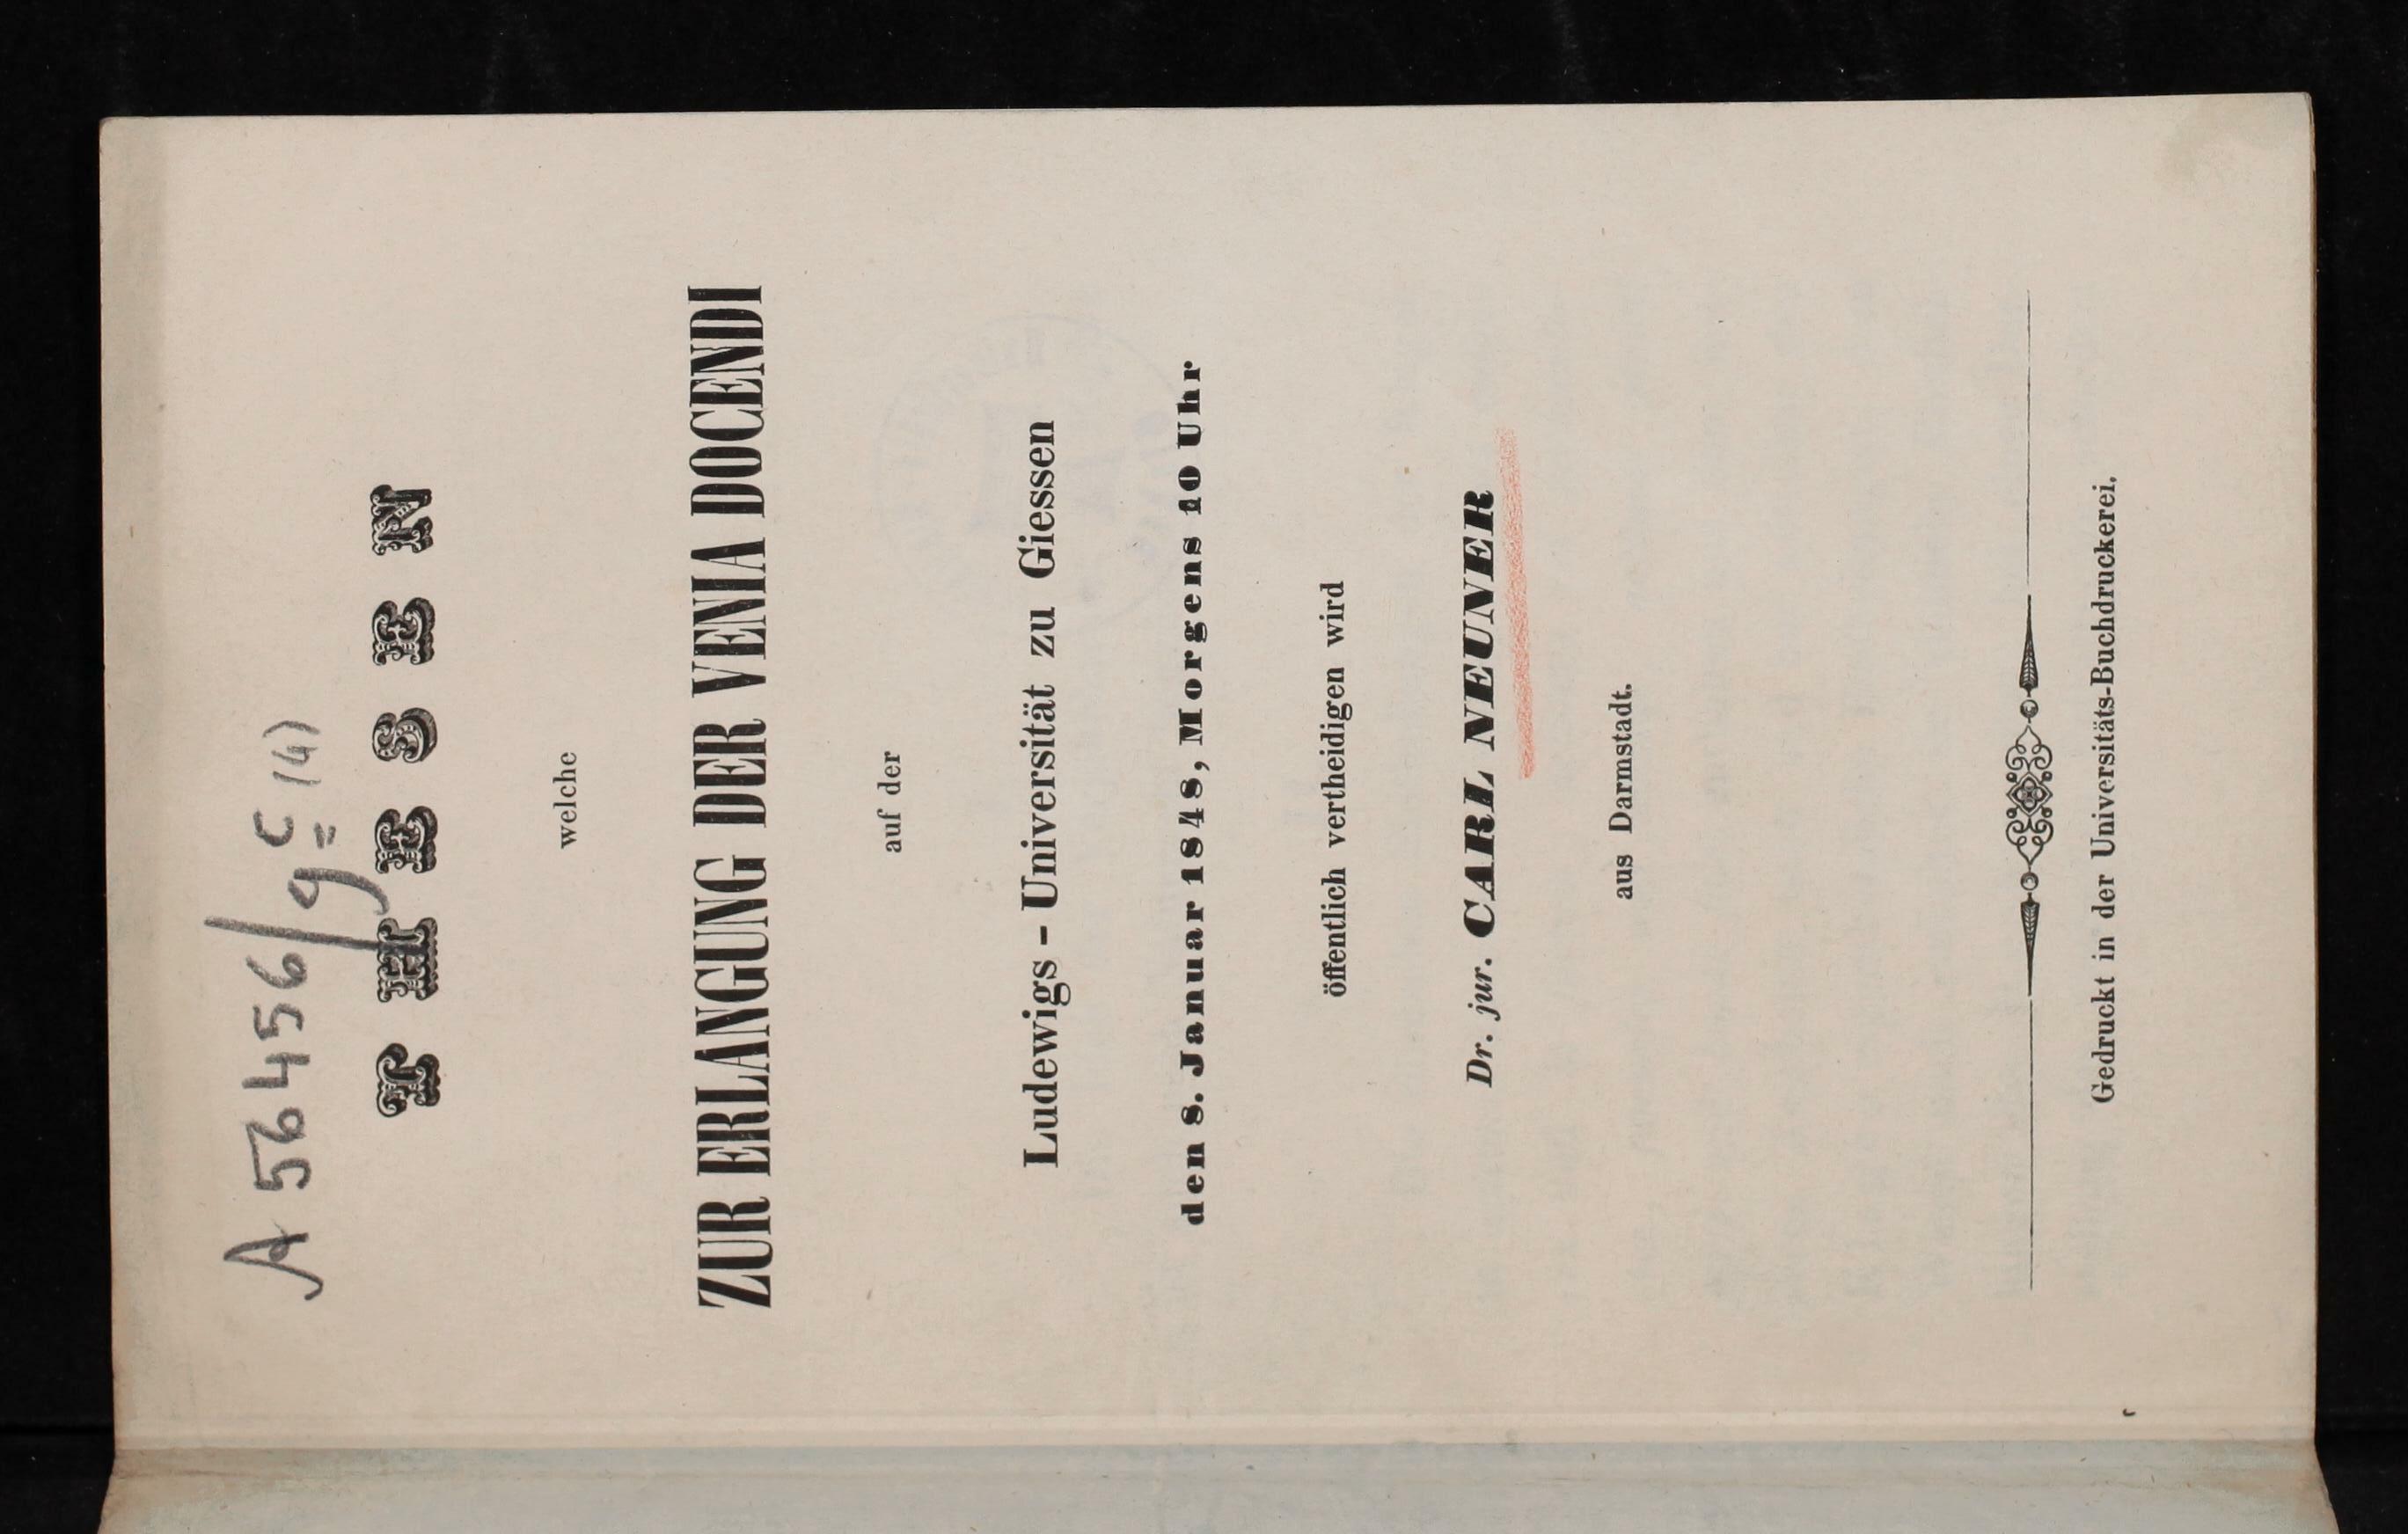 A 56456/g c (4)
THESEN
welche
ZUR ERLANGUNG DER VENIA DOCENDI
auf der
Ludewigs - Universität zu Giessen
den 8. Januar 1848, Morgens 10 Uhr
öffentlich vertheidigen wird
Dr. jur. CARL NEUNER
aus Darmstadt.
Gedruckt in der Universitäts-Buchdruckerei.